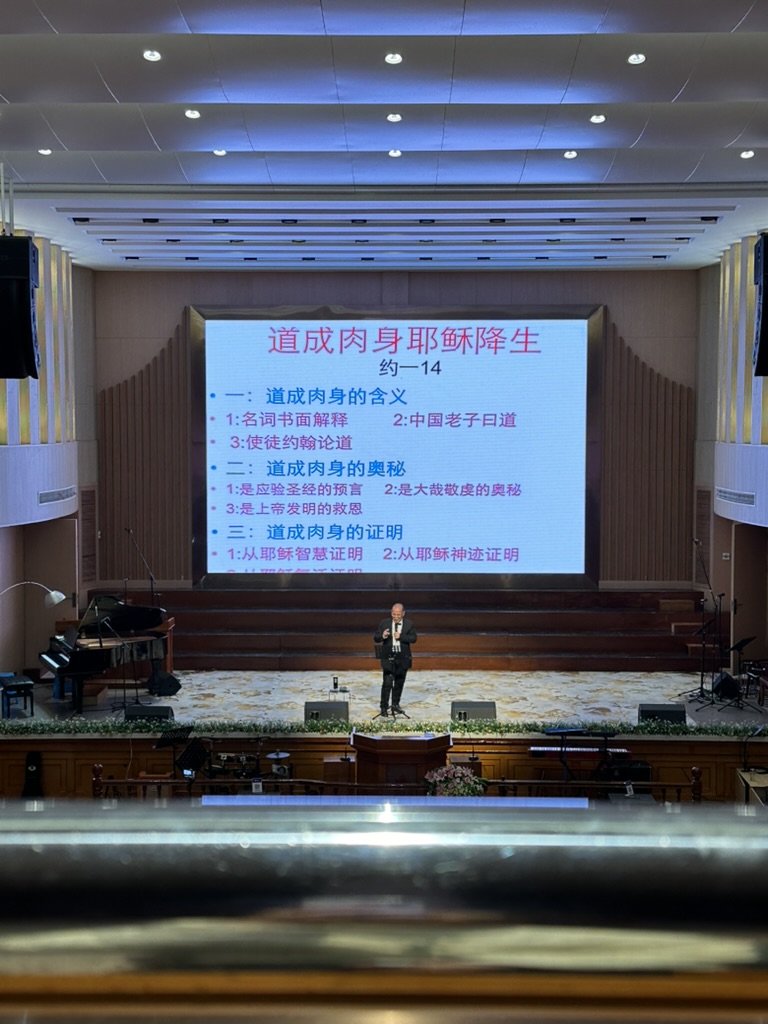 道成肉身耶稣降生
约一14
• 一：道成肉身的含义
• 1:名词书面解释 2:中国老子曰道
• 3:使徒约翰论道
• 二：道成肉身的奥秘
• 1:是应验圣经的预言 2:是大哉敬虔的奥秘
• 3:是上帝发明的救恩
• 三：道成肉身的证明
• 1:从耶稣智慧证明 2:从耶稣神迹证明